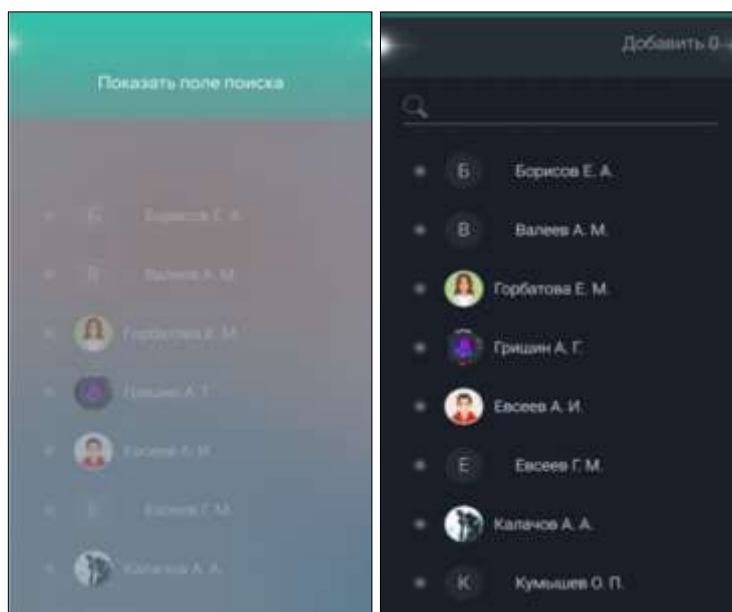 Показать поле поиска
Б Борисов Е. А.
В Валеев А. М.
Горбатова Е. М.
Гришин А. Г.
Евсеев А. И.
Е Евсеев Г. М.
Калачов А. А.
Добавить 0
Б Борисов Е. А.
В Валеев А. М.
Горбатова Е. М.
Гришин А. Г.
Евсеев А. И.
Е Евсеев Г. М.
Калачов А. А.
К Кумышев О. П.